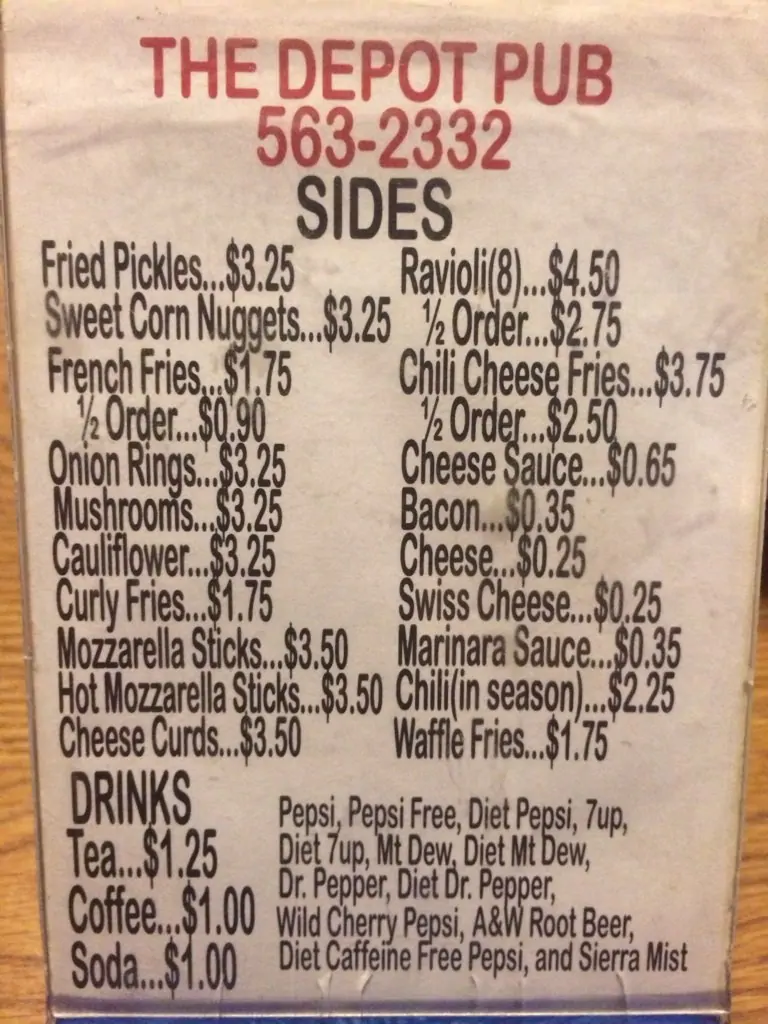 THE DEPOT PUB
563-2332
SIDES
Fried Pickles...$3.25
Sweet Corn Nuggets...$3.25
French Fries...$1.75
½ Order...$0.90
Onion Rings...$3.25
Mushrooms...$3.25
Cauliflower...$3.25
Curly Fries...$1.75
Mozzarella Sticks...$3.50
Hot Mozzarella Sticks...$3.50
Cheese Curds...$3.50
Ravioli(8)...$4.50
½ Order...$2.75
Chili Cheese Fries...$3.75
½ Order...$2.50
Cheese Sauce...$0.65
Bacon...$0.35
Cheese...$0.25
Swiss Cheese...$0.25
Marinara Sauce...$0.35
Chili(in season)...$2.25
Waffle Fries...$1.75
DRINKS
Tea...$1.25
Coffee...$1.00
Soda...$1.00
Pepsi, Pepsi Free, Diet Pepsi, 7up,
Diet 7up, Mt Dew, Diet Mt Dew,
Dr. Pepper, Diet Dr. Pepper,
Wild Cherry Pepsi, A&W Root Beer,
Diet Caffeine Free Pepsi, and Sierra Mist